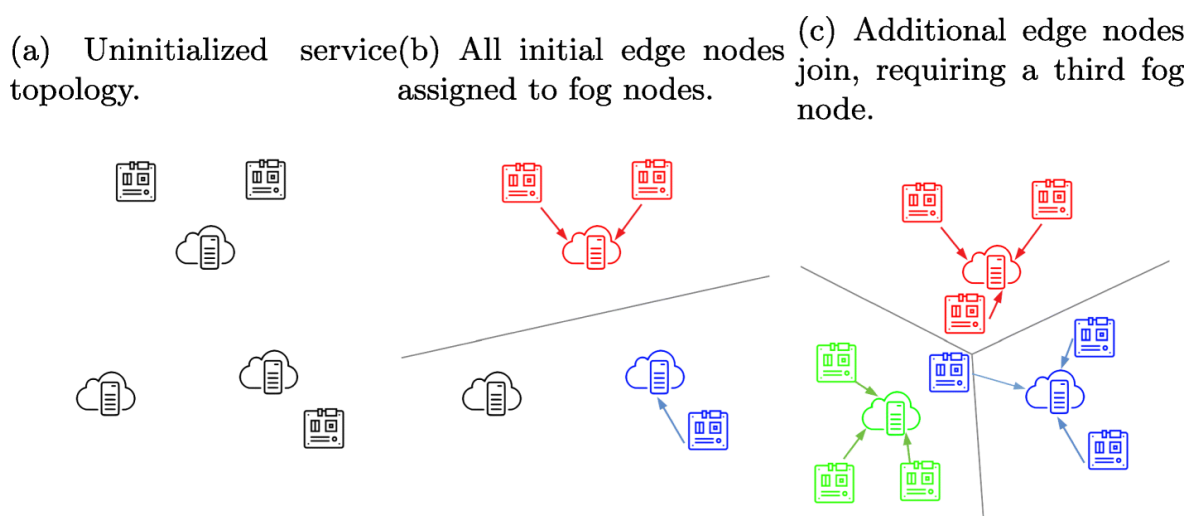 (a) Uninitialized service
topology.
(b) All initial edge nodes
assigned to fog nodes.
(c) Additional edge nodes
join, requiring a third fog
node.